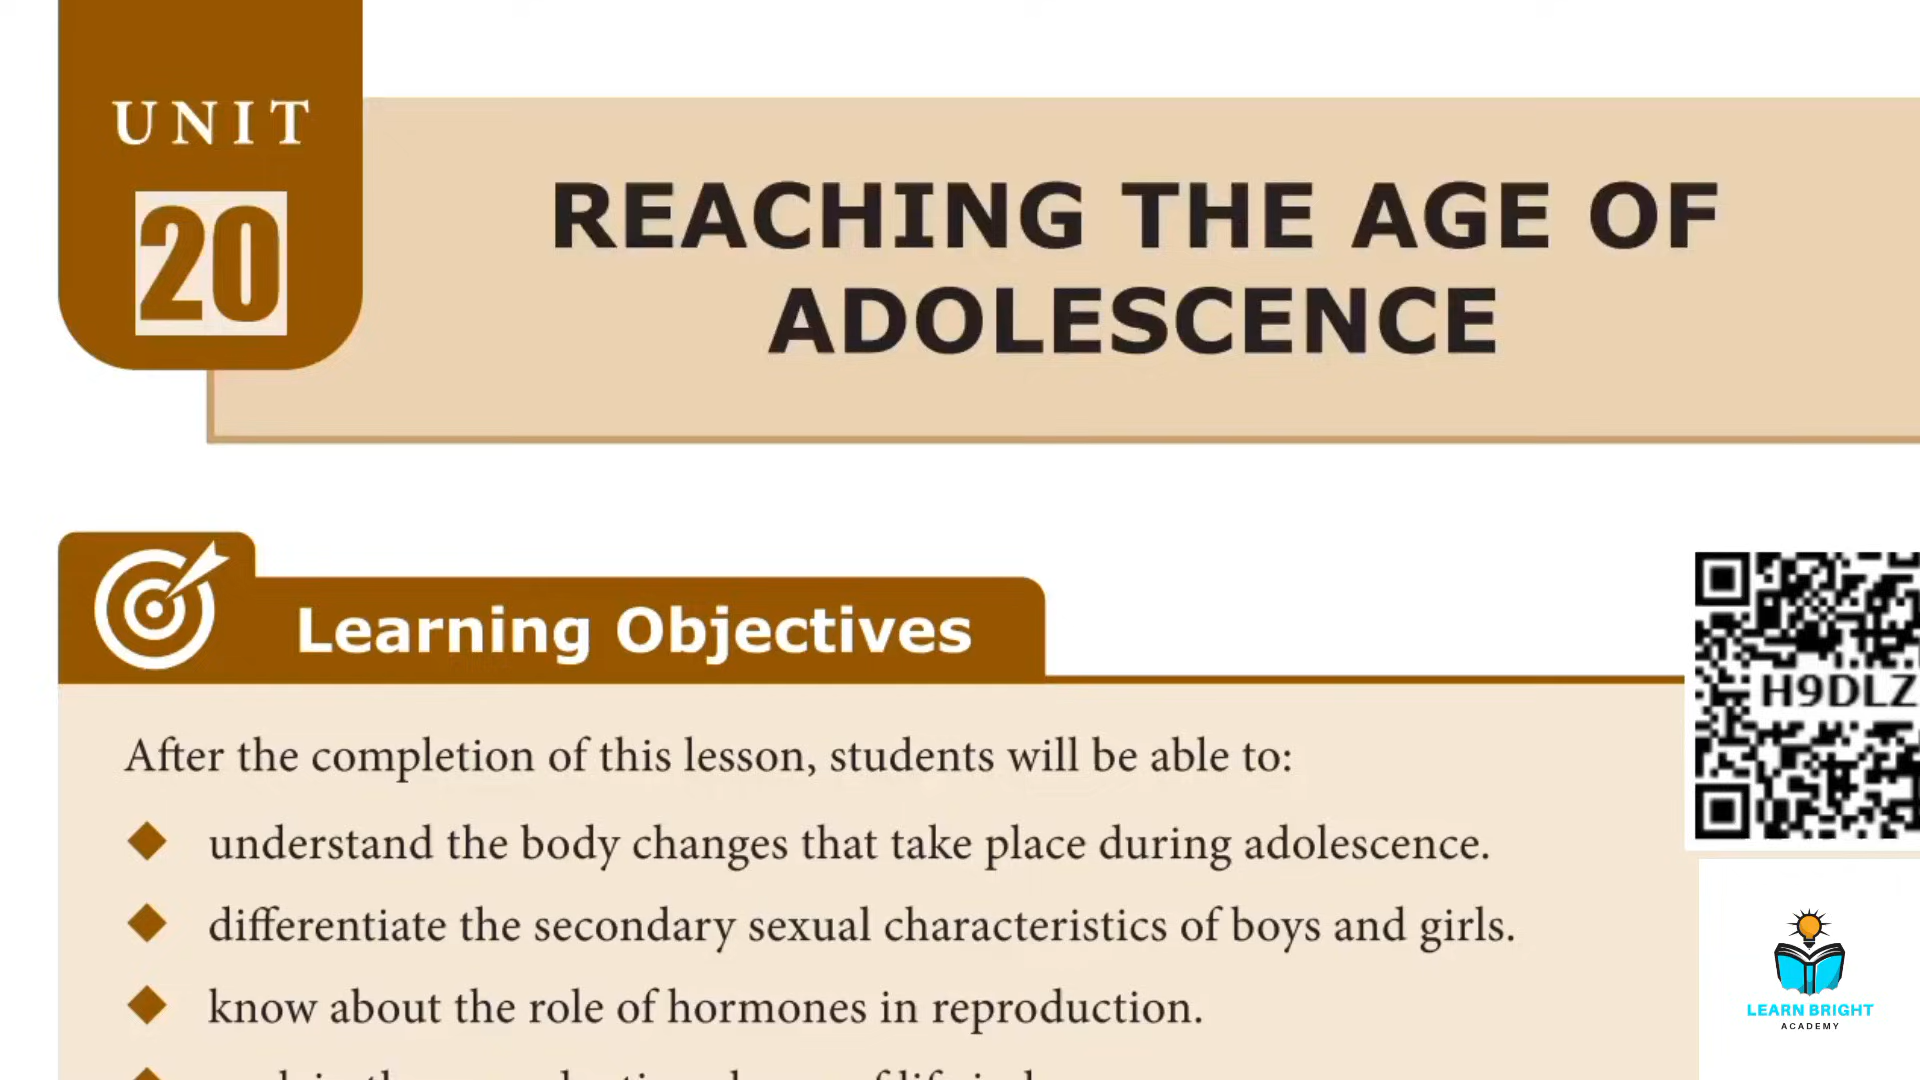 UNIT
20
REACHING THE AGE OF
ADOLESCENCE
Learning Objectives
H9DLZ
After the completion of this lesson, students will be able to:
understand the body changes that take place during adolescence.
differentiate the secondary sexual characteristics of boys and girls.
know about the role of hormones in reproduction.
LEARN BRIGHT
ACADEMY